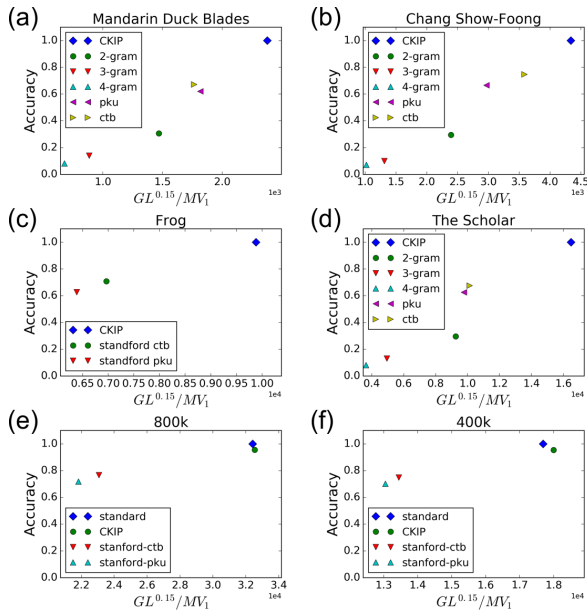 (a)
Mandarin Duck Blades
Accuracy
1.0
0.8
0.6
0.4
0.2
0.0
CKIP
2-gram
3-gram
4-gram
pku
ctb
1.0 1.5 2.0
1e3
GL^0.15/MV_1
(b)
Chang Show-Foong
Accuracy
1.0
0.8
0.6
0.4
0.2
0.0
CKIP
2-gram
3-gram
4-gram
pku
ctb
1.0 1.5 2.0 2.5 3.0 3.5 4.0 4.5
1e3
GL^0.15/MV_1
(c)
Frog
Accuracy
1.0
0.8
0.6
0.4
0.2
0.0
CKIP
standford ctb
standford pku
0.65 0.70 0.75 0.80 0.85 0.90 0.95 1.00
1e4
GL^0.15/MV_1
(d)
The Scholar
Accuracy
1.0
0.8
0.6
0.4
0.2
0.0
CKIP
2-gram
3-gram
4-gram
pku
ctb
0.4 0.6 0.8 1.0 1.2 1.4 1.6
1e4
GL^0.15/MV_1
(e)
800k
Accuracy
1.0
0.8
0.6
0.4
0.2
0.0
standard
CKIP
stanford-ctb
stanford-pku
2.2 2.4 2.6 2.8 3.0 3.2 3.4
1e4
GL^0.15/MV_1
(f)
400k
Accuracy
1.0
0.8
0.6
0.4
0.2
0.0
standard
CKIP
stanford-ctb
stanford-pku
1.3 1.4 1.5 1.6 1.7 1.8
1e4
GL^0.15/MV_1